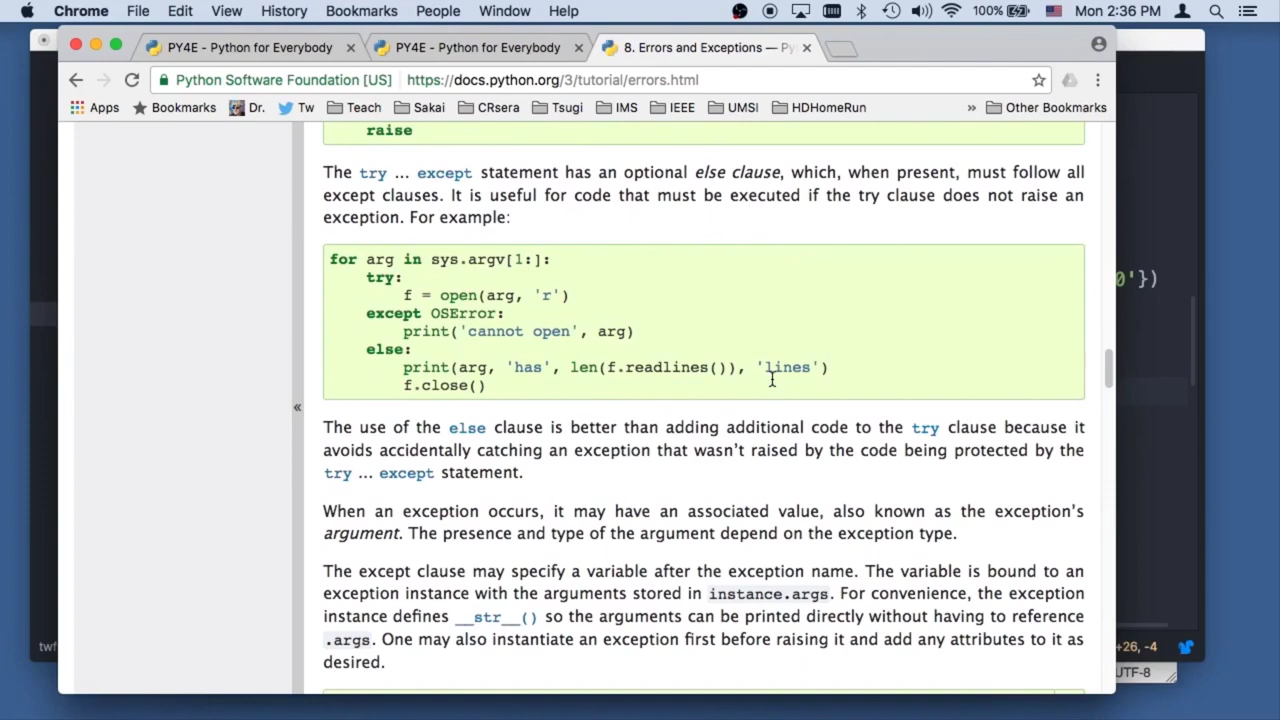 Chrome File Edit View History Bookmarks People Window Help 100% Mon 2:36 PM
PY4E - Python for Everybody × PY4E - Python for Everybody × 8. Errors and Exceptions — Py ×
Python Software Foundation [US] https://docs.python.org/3/tutorial/errors.html
Apps Bookmarks Dr. Tw Teach Sakai CRsera Tsugi IMS IEEE UMSI HDHomeRun » Other Bookmarks
raise
The try ... except statement has an optional else clause, which, when present, must follow all
except clauses. It is useful for code that must be executed if the try clause does not raise an
exception. For example:
for arg in sys.argv[1:]:
try:
f = open(arg, 'r')
except OSError:
print('cannot open', arg)
else:
print(arg, 'has', len(f.readlines()), 'lines')
f.close()
«
The use of the else clause is better than adding additional code to the try clause because it
avoids accidentally catching an exception that wasn’t raised by the code being protected by the
try ... except statement.
When an exception occurs, it may have an associated value, also known as the exception’s
argument. The presence and type of the argument depend on the exception type.
The except clause may specify a variable after the exception name. The variable is bound to an
exception instance with the arguments stored in instance.args. For convenience, the exception
instance defines __str__() so the arguments can be printed directly without having to reference
.args. One may also instantiate an exception first before raising it and add any attributes to it as
desired.
0'})
twf
+26, -4
UTF-8